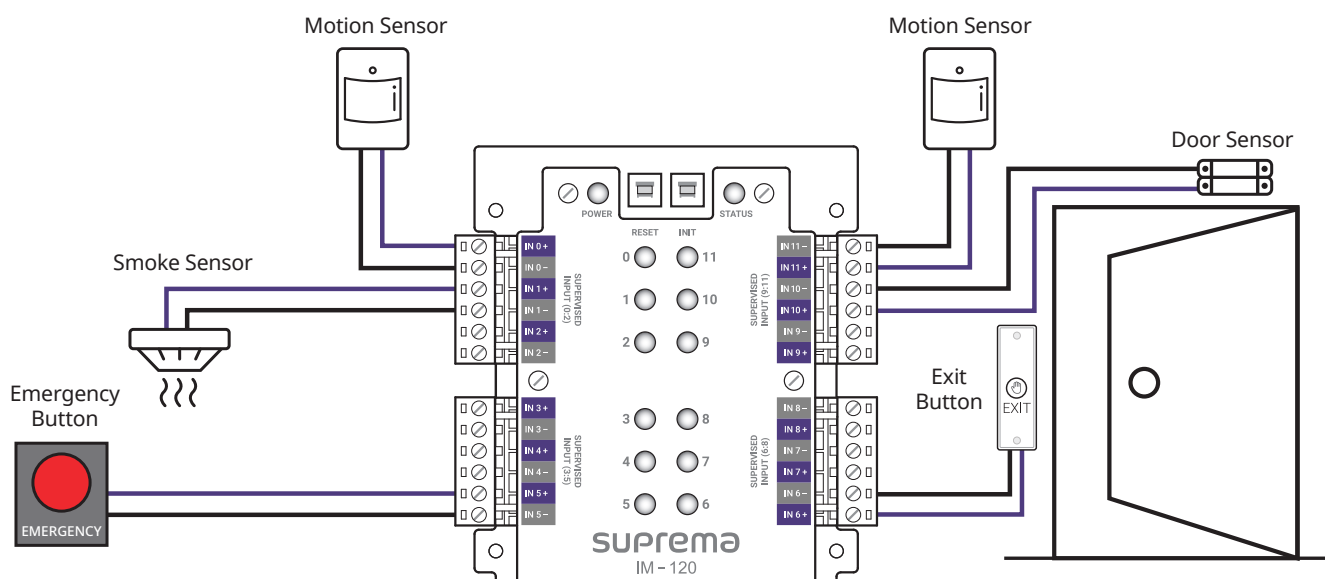 Motion Sensor
Motion Sensor
Door Sensor
Smoke Sensor
Emergency
Button
EMERGENCY
POWER
STATUS
RESET INIT
0 11
1 10
2 9
3 8
4 7
5 6
IN 0+
IN 0-
IN 1+
IN 1-
IN 2+
IN 2-
SUPERVISED
INPUT (0:2)
IN 3+
IN 3-
IN 4+
IN 4-
IN 5+
IN 5-
SUPERVISED
INPUT (3:5)
IN 11-
IN 11+
IN 10-
IN 10+
IN 9-
IN 9+
SUPERVISED
INPUT (9:11)
IN 8-
IN 8+
IN 7-
IN 7+
IN 6-
IN 6+
SUPERVISED
INPUT (6:8)
Exit
Button
EXIT
suprema
IM - 120